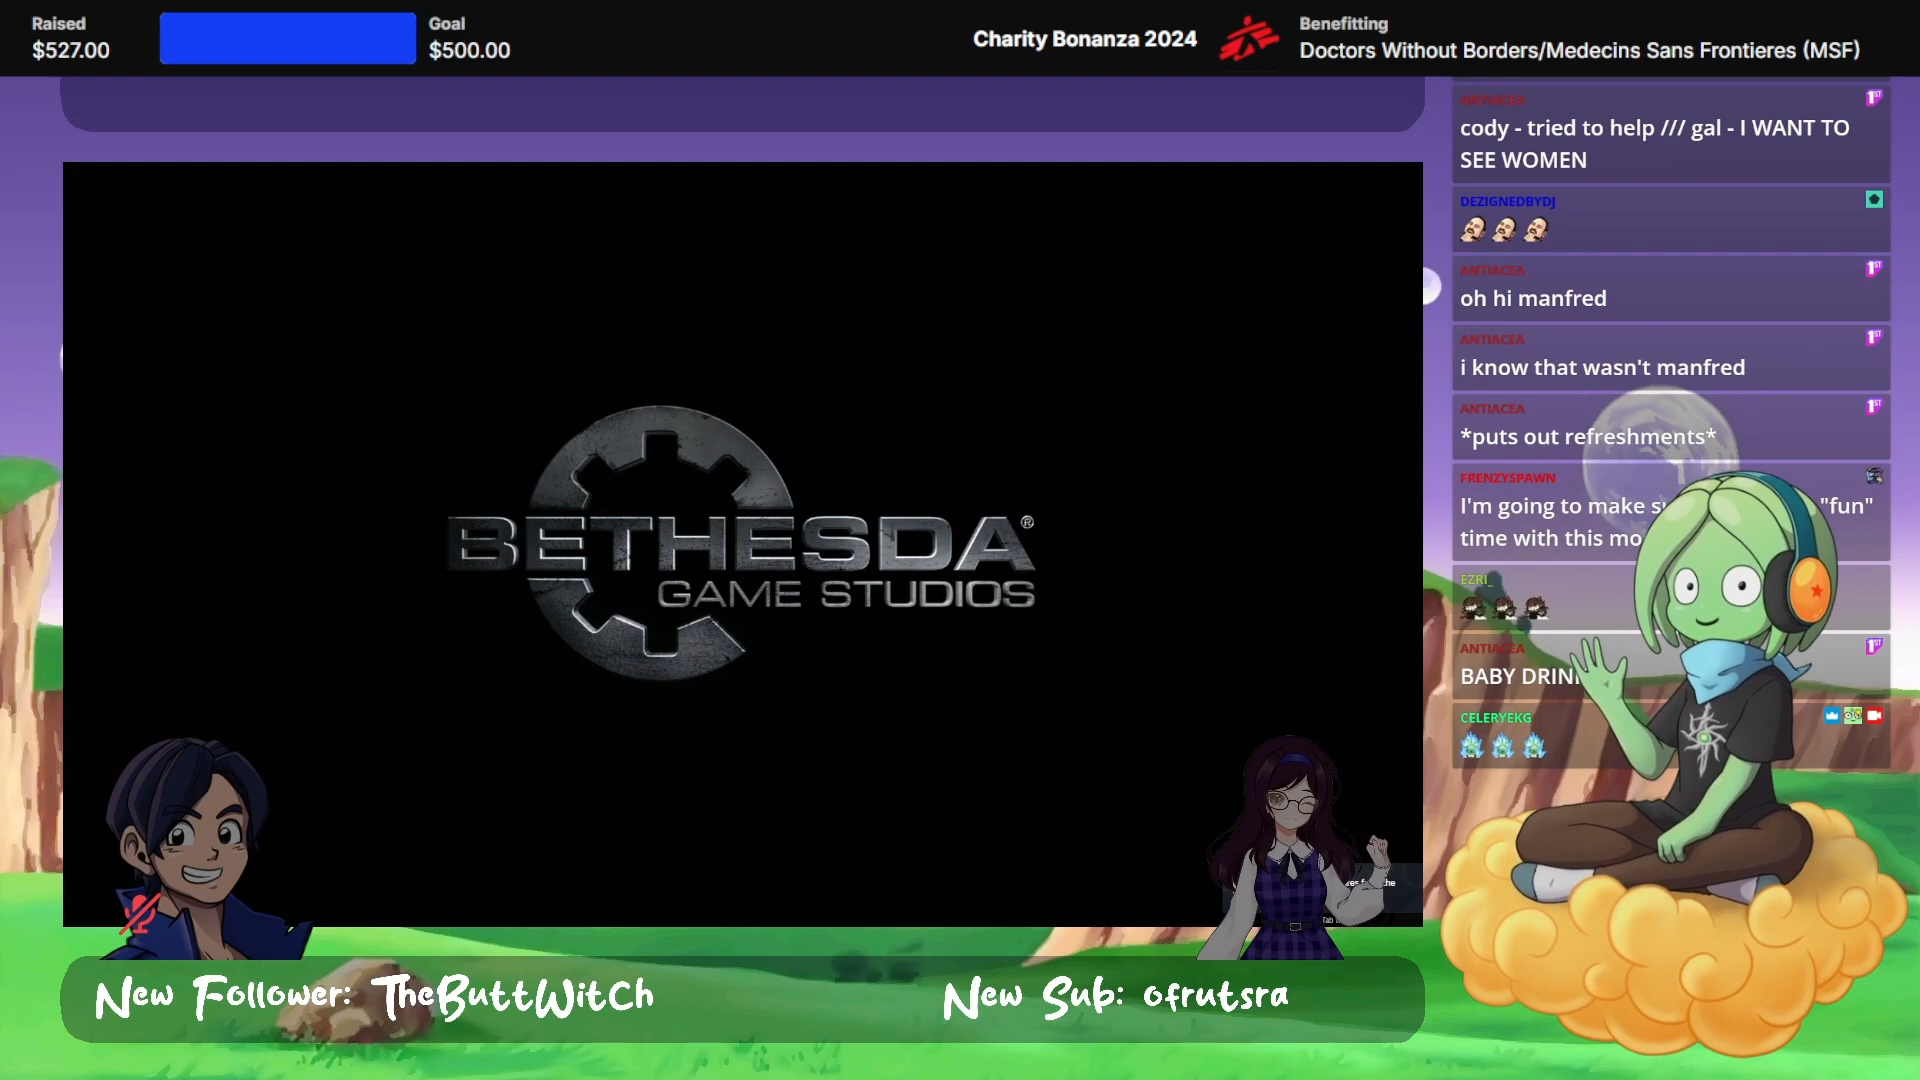 Raised
$527.00
Goal
$500.00
Charity Bonanza 2024
Benefitting
Doctors Without Borders/Medecins Sans Frontieres (MSF)
ANTIACEA
cody - tried to help /// gal - I WANT TO
SEE WOMEN
DEZIGNEDBYDJ
ANTIACEA
oh hi manfred
ANTIACEA
i know that wasn't manfred
ANTIACEA
*puts out refreshments*
FRENZYSPAWN
I'm going to make "fun"
time with this
EZRI_
ANTIACEA
BABY
CELERYEKG
BETHESDA®
GAME STUDIOS
New Follower: TheButtWitch
New Sub: ofrutsra